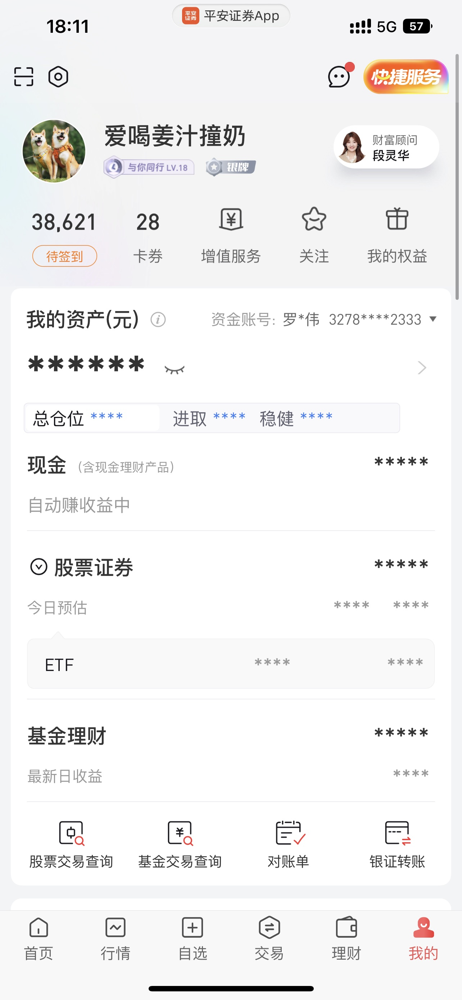 18:11
平安证券
平安证券App
5G
57
快捷服务
爱喝姜汁撞奶
与你同行 LV.18
银牌
财富顾问
段灵华
38,621
28
待签到
卡券
增值服务
关注
我的权益
我的资产(元)
资金账号: 罗*伟 3278****2333
******
总仓位 **** 进取 **** 稳健 ****
现金 (含现金理财产品) *****
自动赚收益中
股票证券 *****
今日预估 **** ****
ETF **** ****
基金理财 *****
最新日收益 ****
股票交易查询 基金交易查询 对账单 银证转账
首页 行情 自选 交易 理财 我的